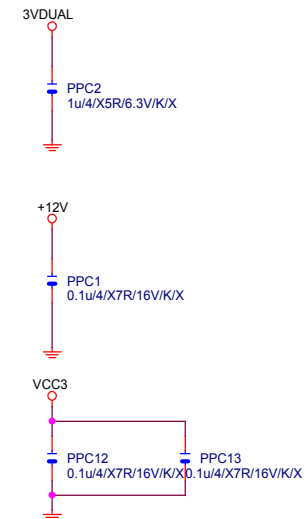 3VDUAL
PPC2
1u/4/X5R/6.3V/K/X
+12V
PPC1
0.1u/4/X7R/16V/K/X
VCC3
PPC12
0.1u/4/X7R/16V/K/X
PPC13
0.1u/4/X7R/16V/K/X